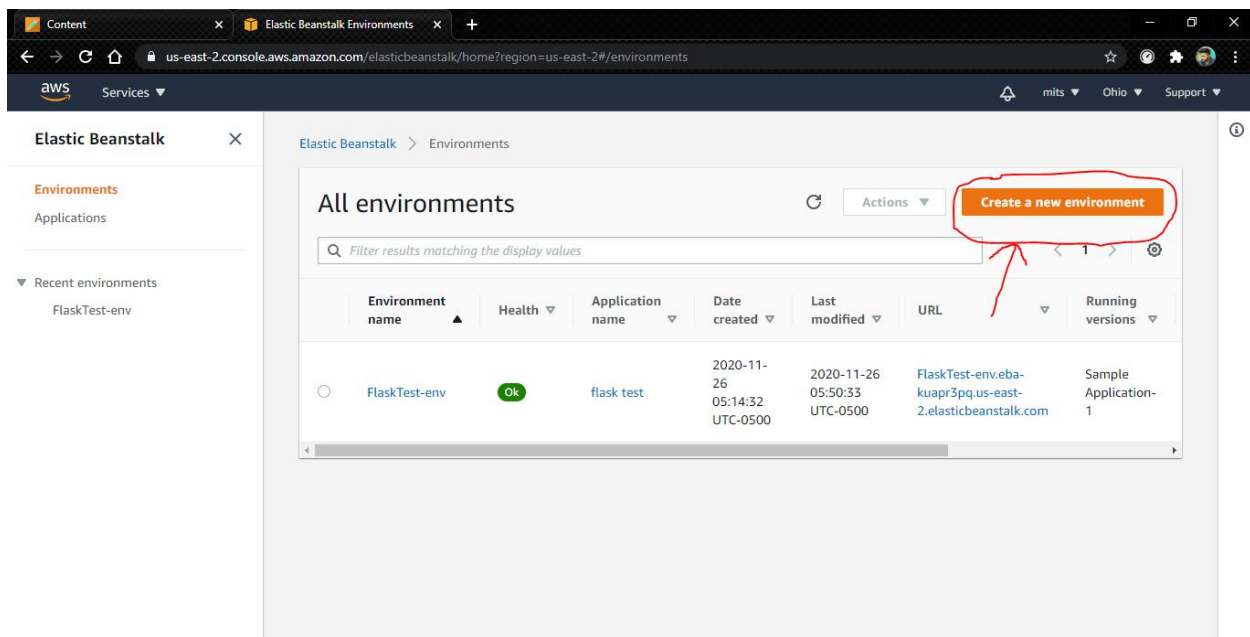 Content
Elastic Beanstalk Environments
us-east-2.console.aws.amazon.com/elasticbeanstalk/home?region=us-east-2#/environments
aws Services mits Ohio Support
Elastic Beanstalk
Environments
Applications
Recent environments
FlaskTest-env
Elastic Beanstalk > Environments
All environments
Actions
Create a new environment
Filter results matching the display values
1
Environment
name
Health
Application
name
Date
created
Last
modified
URL
Running
versions
FlaskTest-env
Ok
flask test
2020-11-
26
05:14:32
UTC-0500
2020-11-26
05:50:33
UTC-0500
FlaskTest-env.eba-
kuapr3pq.us-east-
2.elasticbeanstalk.com
Sample
Application-
1